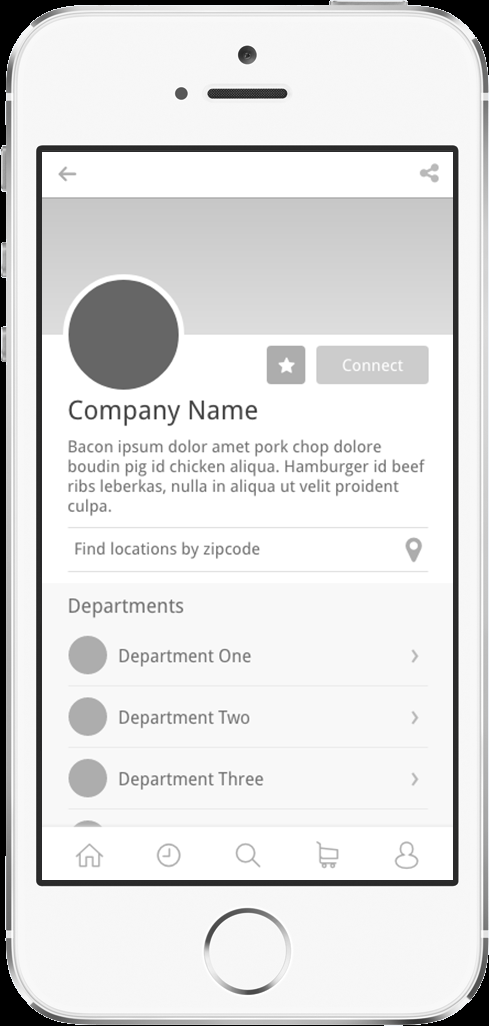 Connect
Company Name
Bacon ipsum dolor amet pork chop dolore
boudin pig id chicken aliqua. Hamburger id beef
ribs leberkas, nulla in aliqua ut velit proident
culpa.
Find locations by zipcode
Departments
Department One
Department Two
Department Three